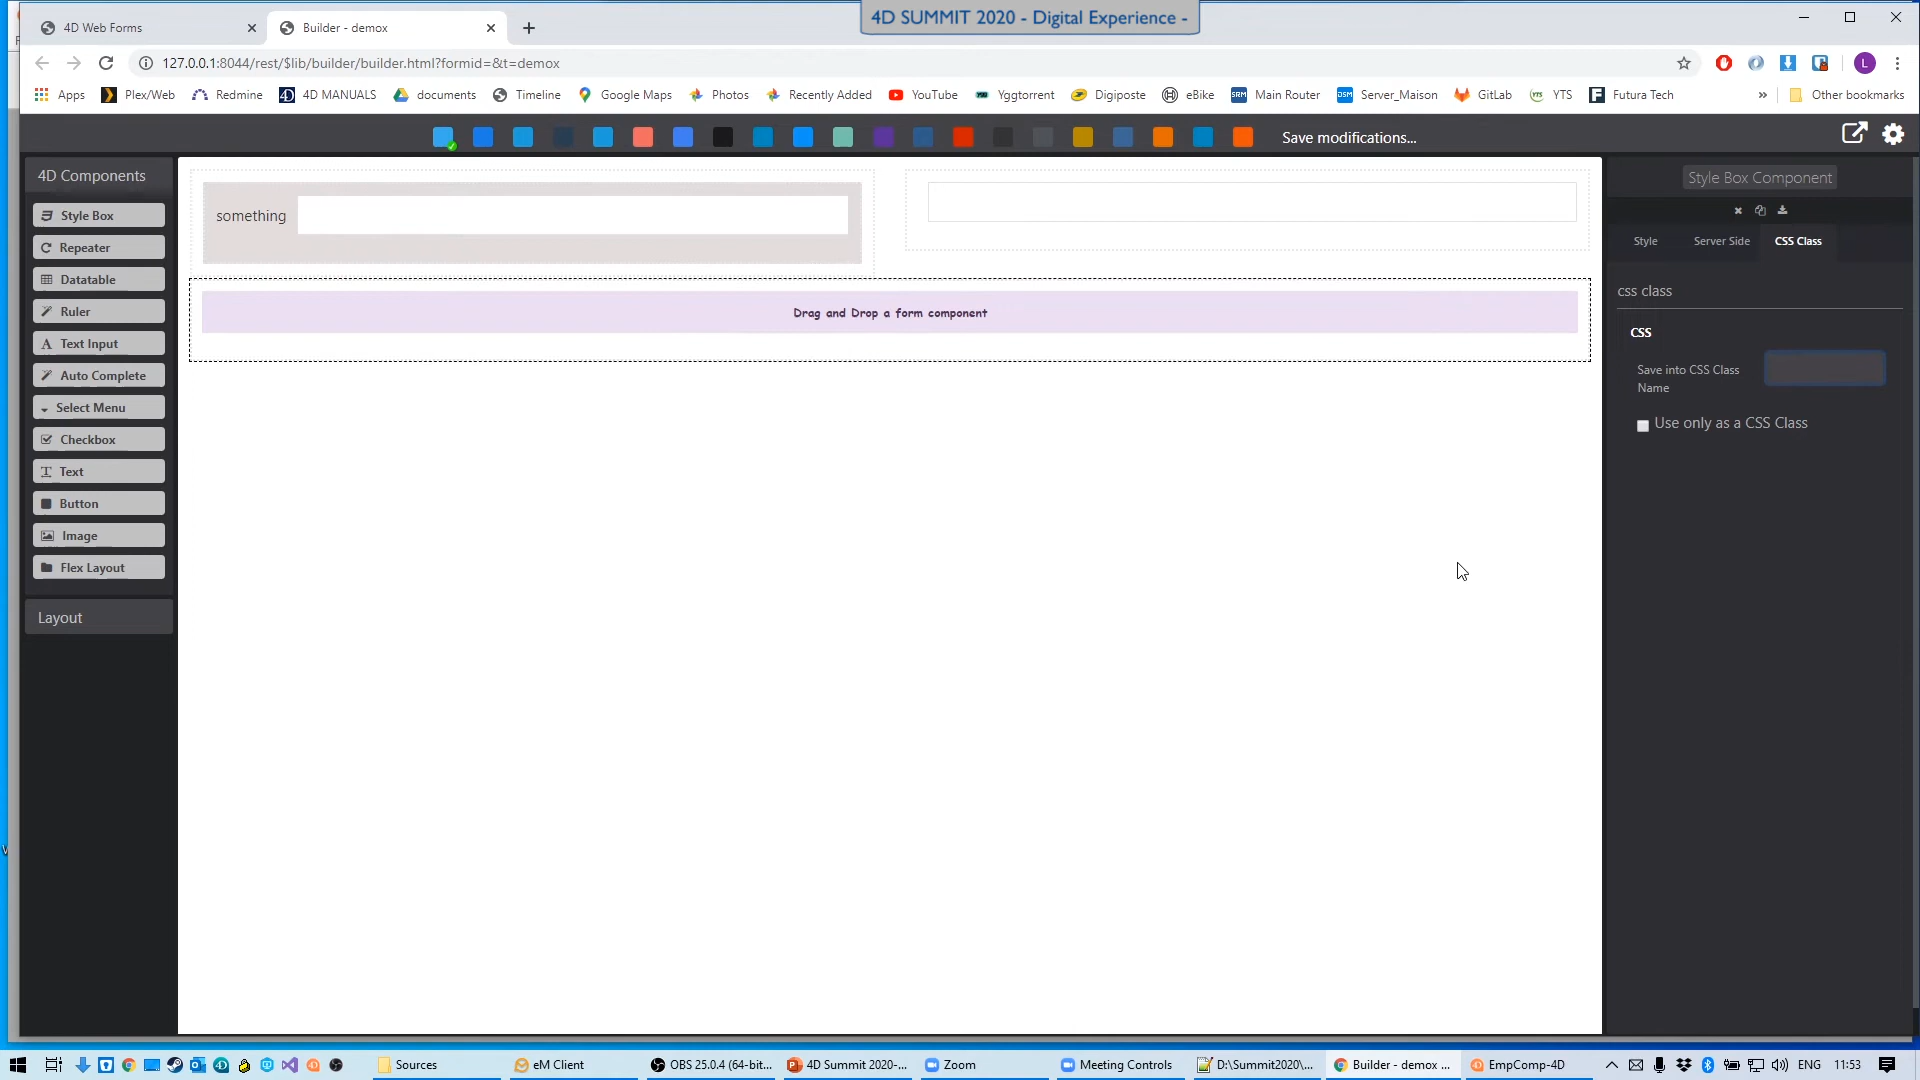 4D SUMMIT 2020 - Digital Experience -
4D Web Forms
Builder - demox
127.0.0.1:8044/rest/$lib/builder/builder.html?formid=&t=demox
L
Apps
Plex/Web
Redmine
4D MANUALS
documents
Timeline
Google Maps
Photos
Recently Added
YouTube
Yggtorrent
Digiposte
eBike
SRM
Main Router
DSM
Server_Maison
GitLab
YTS
YTS
F
Futura Tech
»
Other bookmarks
Save modifications...
4D Components
Style Box
Repeater
Datatable
Ruler
Text Input
Auto Complete
Select Menu
Checkbox
Text
Button
Image
Flex Layout
Layout
something
Drag and Drop a form component
Style Box Component
Style
Server Side
CSS Class
css class
CSS
Save into CSS Class
Name
Use only as a CSS Class
Sources
eM Client
OBS 25.0.4 (64-bit...
4D Summit 2020-...
Zoom
Meeting Controls
D:\Summit2020\...
Builder - demox ...
EmpComp-4D
ENG
11:53